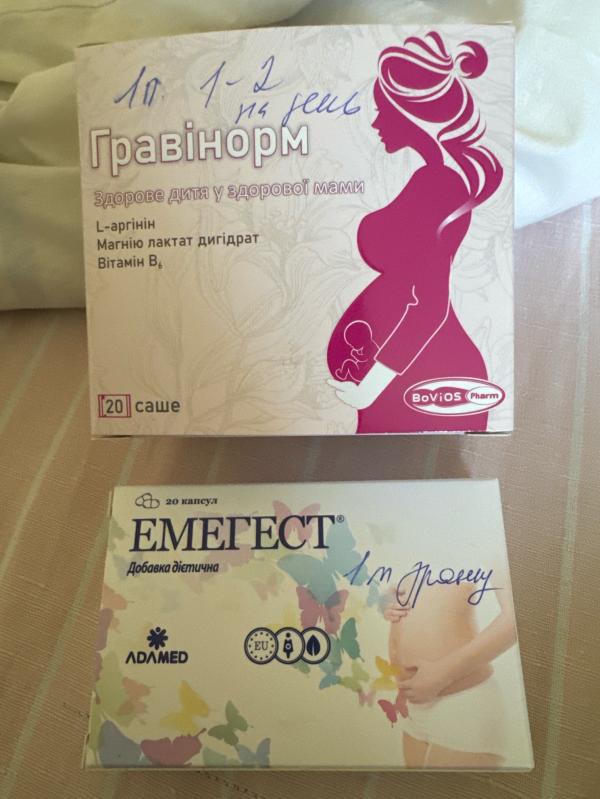 1п. 1-2
на день
Гравінорм
Здорове дитя у здорової мами
L-аргінін
Магнію лактат дигідрат
Вітамін B₆
20 саше
BoViOS Pharm
20 капсул
ЕМЕГЕСТ®
Добавка дієтична
1т зранку
ADAMED
EU